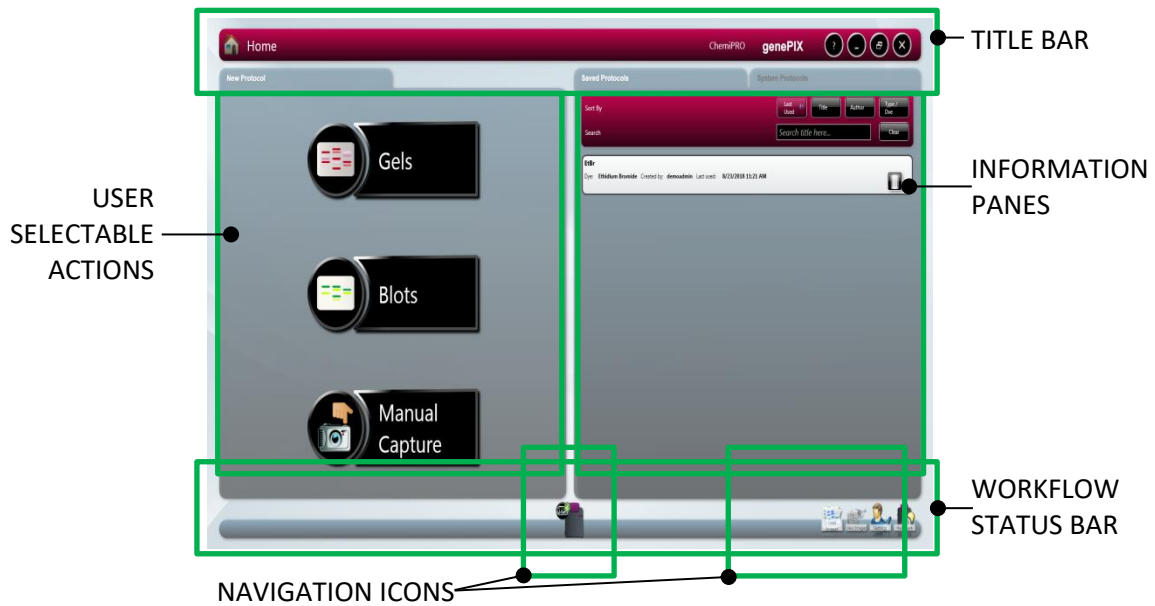 Home
ChemiPRO genePIX ?
TITLE BAR
New Protocol
Saved Protocols
System Protocols
Sort By
Last Used
Title
Author
Type / Dye
Search
Search title here...
Clear
EtBr
Dye: Ethidium Bromide Created by: demoadmin Last used: 8/23/2018 11:21 AM
INFORMATION
PANES
Gels
USER
SELECTABLE
ACTIONS
Blots
Manual
Capture
WORKFLOW
STATUS BAR
NAVIGATION ICONS